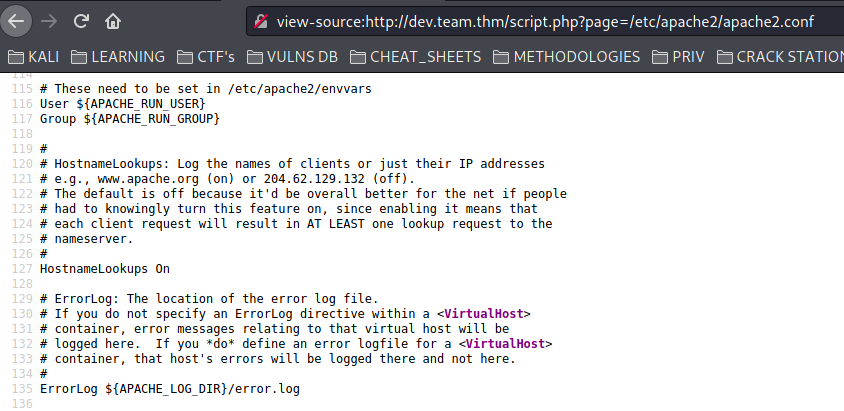 view-source:http://dev.team.thm/script.php?page=/etc/apache2/apache2.conf
KALI LEARNING CTF's VULNS DB CHEAT_SHEETS METHODOLOGIES PRIV CRACK STATION
114
115 # These need to be set in /etc/apache2/envvars
116 User ${APACHE_RUN_USER}
117 Group ${APACHE_RUN_GROUP}
118
119 #
120 # HostnameLookups: Log the names of clients or just their IP addresses
121 # e.g., www.apache.org (on) or 204.62.129.132 (off).
122 # The default is off because it'd be overall better for the net if people
123 # had to knowingly turn this feature on, since enabling it means that
124 # each client request will result in AT LEAST one lookup request to the
125 # nameserver.
126 #
127 HostnameLookups On
128
129 # ErrorLog: The location of the error log file.
130 # If you do not specify an ErrorLog directive within a <VirtualHost>
131 # container, error messages relating to that virtual host will be
132 # logged here.  If you *do* define an error logfile for a <VirtualHost>
133 # container, that host's errors will be logged there and not here.
134 #
135 ErrorLog ${APACHE_LOG_DIR}/error.log
136